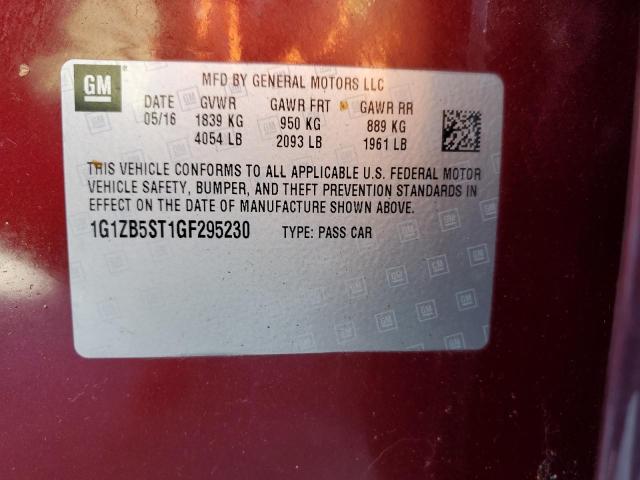 GM
MFD BY GENERAL MOTORS LLC
DATE GVWR GAWR FRT GAWR RR
05/16 1839 KG 950 KG 889 KG
4054 LB 2093 LB 1961 LB
THIS VEHICLE CONFORMS TO ALL APPLICABLE U.S. FEDERAL MOTOR
VEHICLE SAFETY, BUMPER, AND THEFT PREVENTION STANDARDS IN
EFFECT ON THE DATE OF MANUFACTURE SHOWN ABOVE.
1G1ZB5ST1GF295230 TYPE: PASS CAR